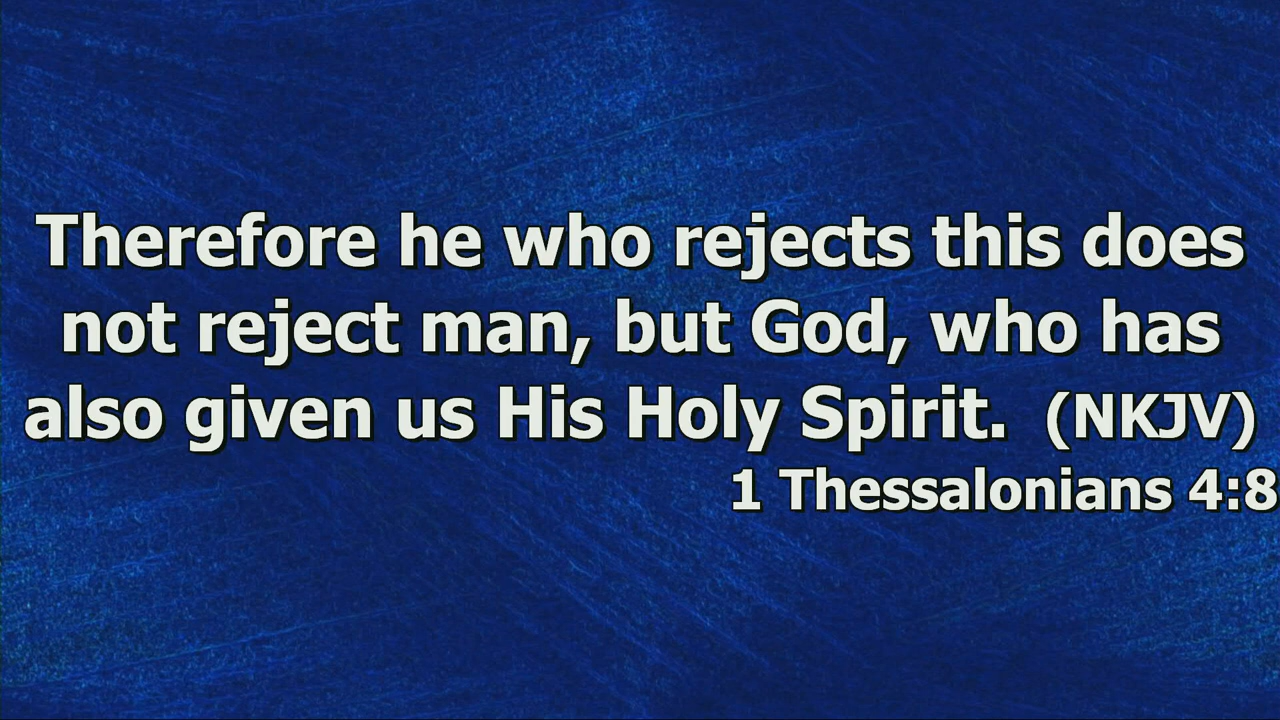 Therefore he who rejects this does
not reject man, but God, who has
also given us His Holy Spirit. (NKJV)
1 Thessalonians 4:8